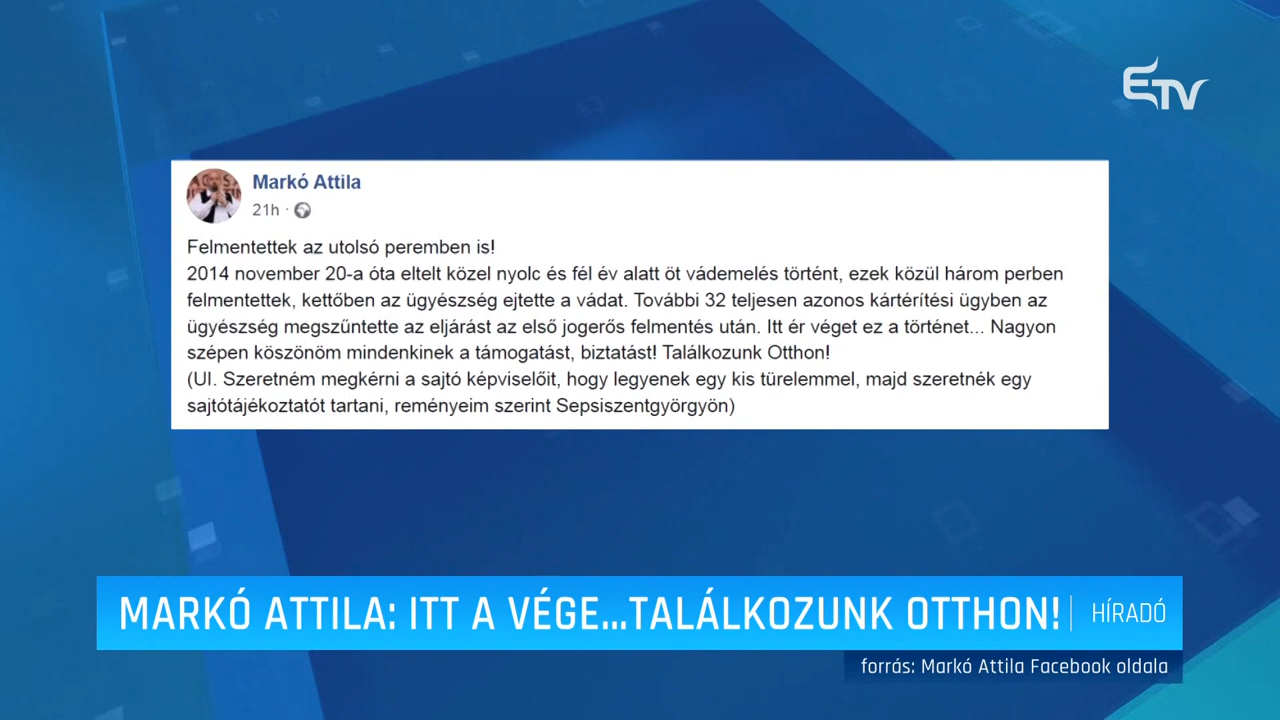 ETV
Markó Attila
21h ·
Felmentettek az utolsó peremben is!
2014 november 20-a óta eltelt közel nyolc és fél év alatt öt vádemelés történt, ezek közül három perben
felmentettek, kettőben az ügyészség ejtette a vádat. További 32 teljesen azonos kártérítési ügyben az
ügyészség megszűntette az eljárást az első jogerős felmentés után. Itt ér véget ez a történet... Nagyon
szépen köszönöm mindenkinek a támogatást, biztatást! Találkozunk Otthon!
(UI. Szeretném megkérni a sajtó képviselőit, hogy legyenek egy kis türelemmel, majd szeretnék egy
sajtótájékoztatót tartani, reményeim szerint Sepsiszentgyörgyön)
MARKÓ ATTILA: ITT A VÉGE...TALÁLKOZUNK OTTHON!
HÍRADÓ
forrás: Markó Attila Facebook oldala